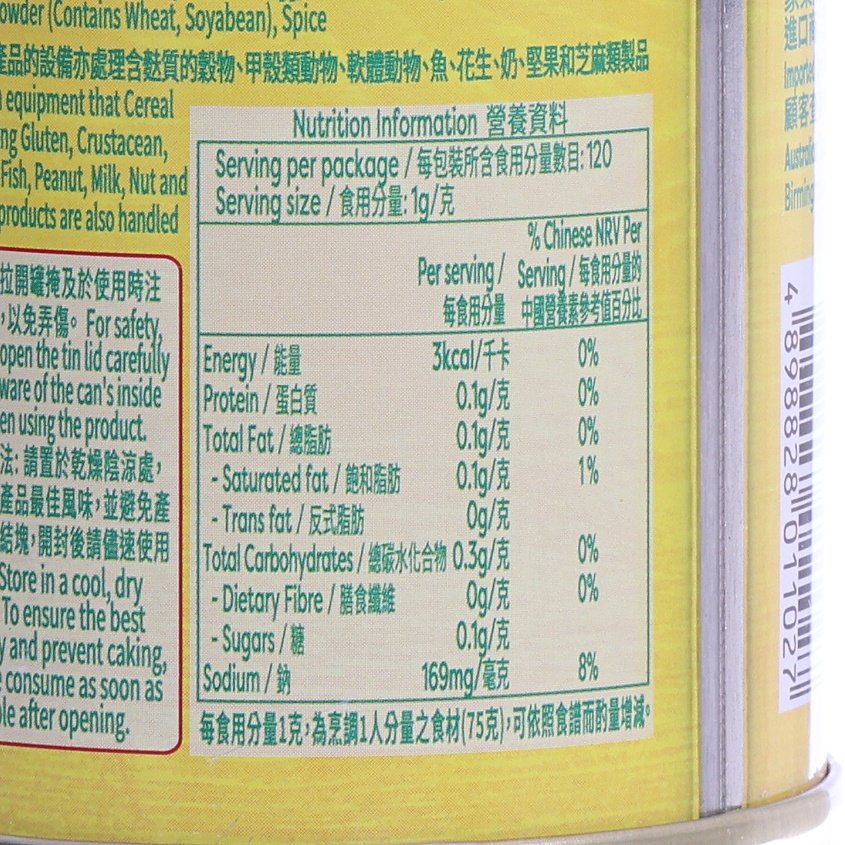 owder (Contains Wheat, Soyabean), Spice
產品的設備亦處理含麩質的穀物、甲殼類動物、軟體動物、魚、花生、奶、堅果和芝麻類製品
equipment that Cereal
ng Gluten, Crustacean,
Fish, Peanut, Milk, Nut and
products are also handled
拉開罐掩及於使用時注
,以免弄傷。 For safety,
open the tin lid carefully
ware of the can's inside
en using the product.
法:請置於乾燥陰涼處,
產品最佳風味,並避免產
結塊,開封後請儘速使用
Store in a cool, dry
To ensure the best
y and prevent caking,
consume as soon as
le after opening.
Nutrition Information 營養資料
Serving per package / 每包裝所含食用分量數目: 120
Serving size / 食用分量: 1g/克
% Chinese NRV Per
Per serving / Serving / 每食用分量的
每食用分量 中國營養素參考值百分比
Energy / 能量 3kcal/千卡 0%
Protein / 蛋白質 0.1g/克 0%
Total Fat / 總脂肪 0.1g/克 0%
- Saturated fat / 飽和脂肪 0.1g/克 1%
- Trans fat / 反式脂肪 0g/克
Total Carbohydrates / 總碳水化合物 0.3g/克 0%
- Dietary Fibre / 膳食纖維 0g/克 0%
- Sugars / 糖 0.1g/克
Sodium / 鈉 169mg/毫克 8%
每食用分量1克,為烹調1人分量之食材(75克),可依照食譜而酌量增減。
進口商
Imported
顧客
Australia
Birming
4 898828 011027